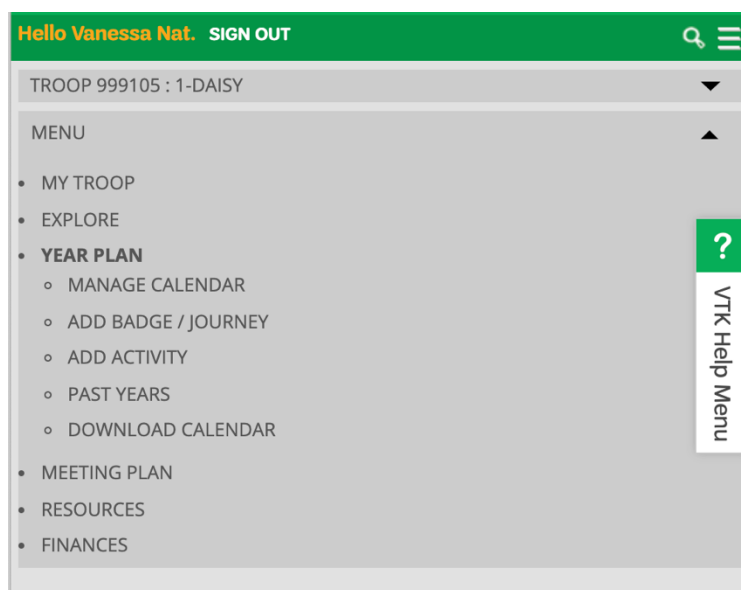 Hello Vanessa Nat. SIGN OUT
TROOP 999105 : 1-DAISY
MENU
MY TROOP
EXPLORE
YEAR PLAN
MANAGE CALENDAR
ADD BADGE / JOURNEY
ADD ACTIVITY
PAST YEARS
DOWNLOAD CALENDAR
MEETING PLAN
RESOURCES
FINANCES
?
VTK Help Menu